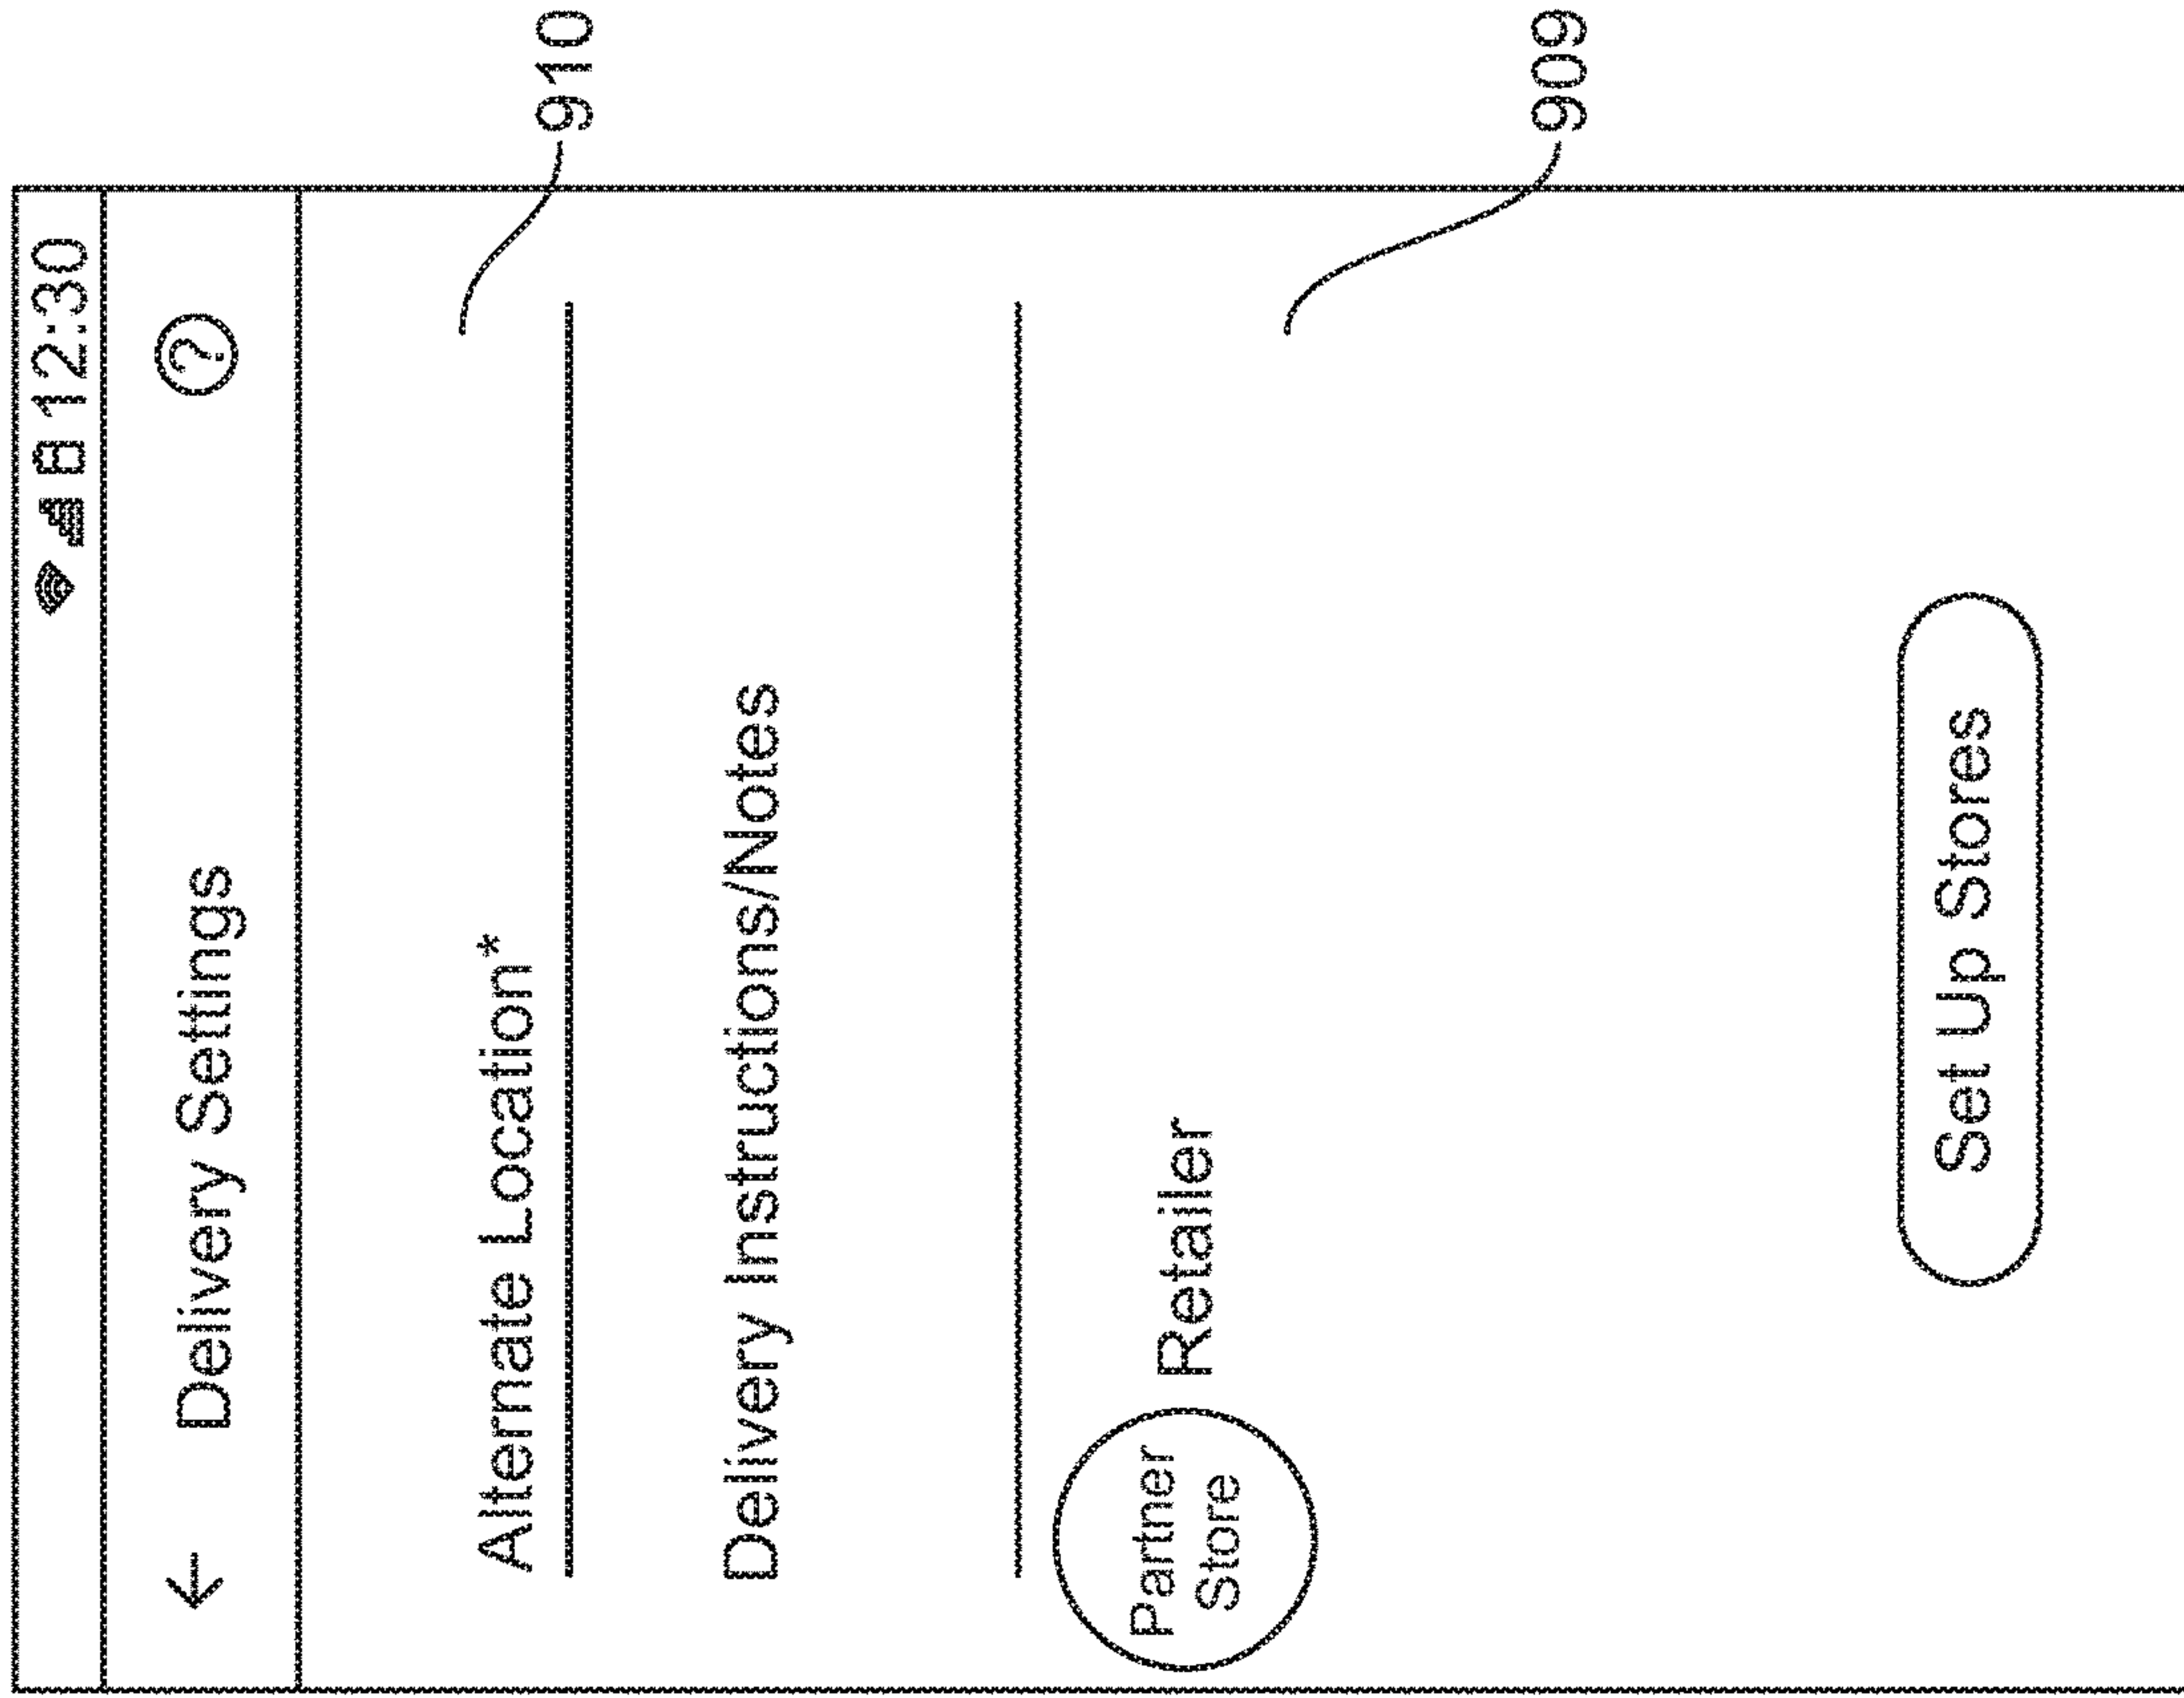 12:30
← Delivery Settings ?
910
Alternate Location*
Delivery Instructions/Notes
909
Partner
Store
Retailer
Set Up Stores